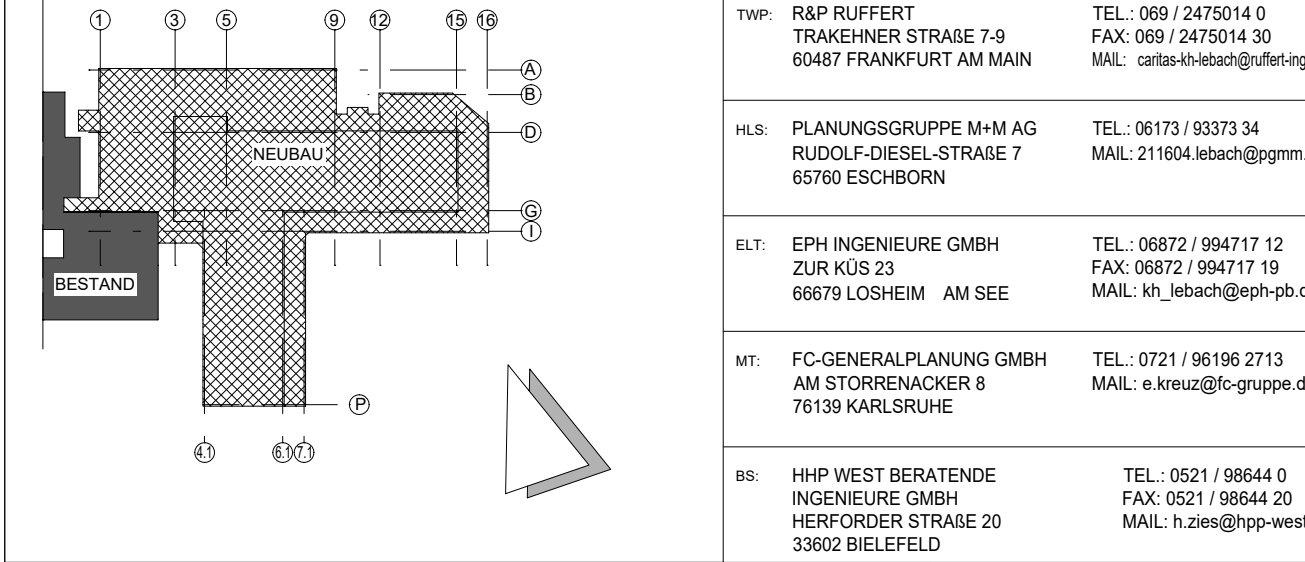 1 3 5 9 12 15 16
A
B
D
NEUBAU
G
I
BESTAND
P
4.1 6.1 7.1
TWP: R&P RUFFERT TEL.: 069 / 2475014 0
TRAKEHNER STRAßE 7-9 FAX: 069 / 2475014 30
60487 FRANKFURT AM MAIN MAIL: caritas-kh-lebach@ruffert-ing
HLS: PLANUNGSGRUPPE M+M AG TEL.: 06173 / 93373 34
RUDOLF-DIESEL-STRAßE 7 MAIL: 211604.lebach@pgmm.
65760 ESCHBORN
ELT: EPH INGENIEURE GMBH TEL.: 06872 / 994717 12
ZUR KÜS 23 FAX: 06872 / 994717 19
66679 LOSHEIM AM SEE MAIL: kh_lebach@eph-pb.d
MT: FC-GENERALPLANUNG GMBH TEL.: 0721 / 96196 2713
AM STORRENACKER 8 MAIL: e.kreuz@fc-gruppe.d
76139 KARLSRUHE
BS: HHP WEST BERATENDE TEL.: 0521 / 98644 0
INGENIEURE GMBH FAX: 0521 / 98644 20
HERFORDER STRAßE 20 MAIL: h.zies@hpp-west
33602 BIELEFELD